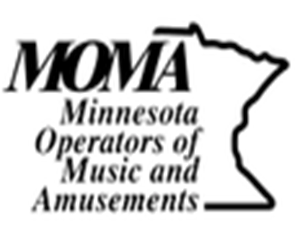 MOMA
Minnesota
Operators of
Music and
Amusements